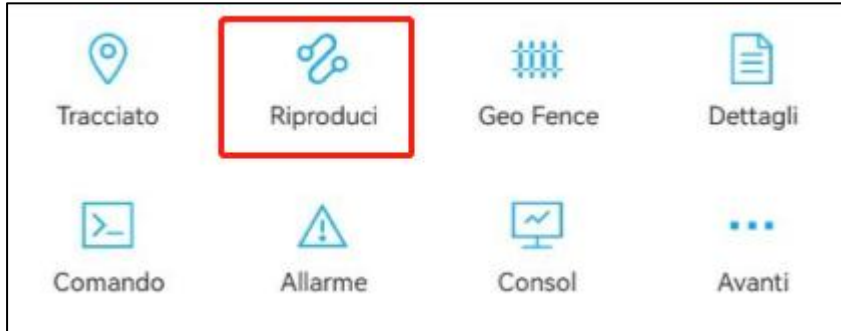 Tracciato Riproduci Geo Fence Dettagli
Comando Allarme Consol Avanti